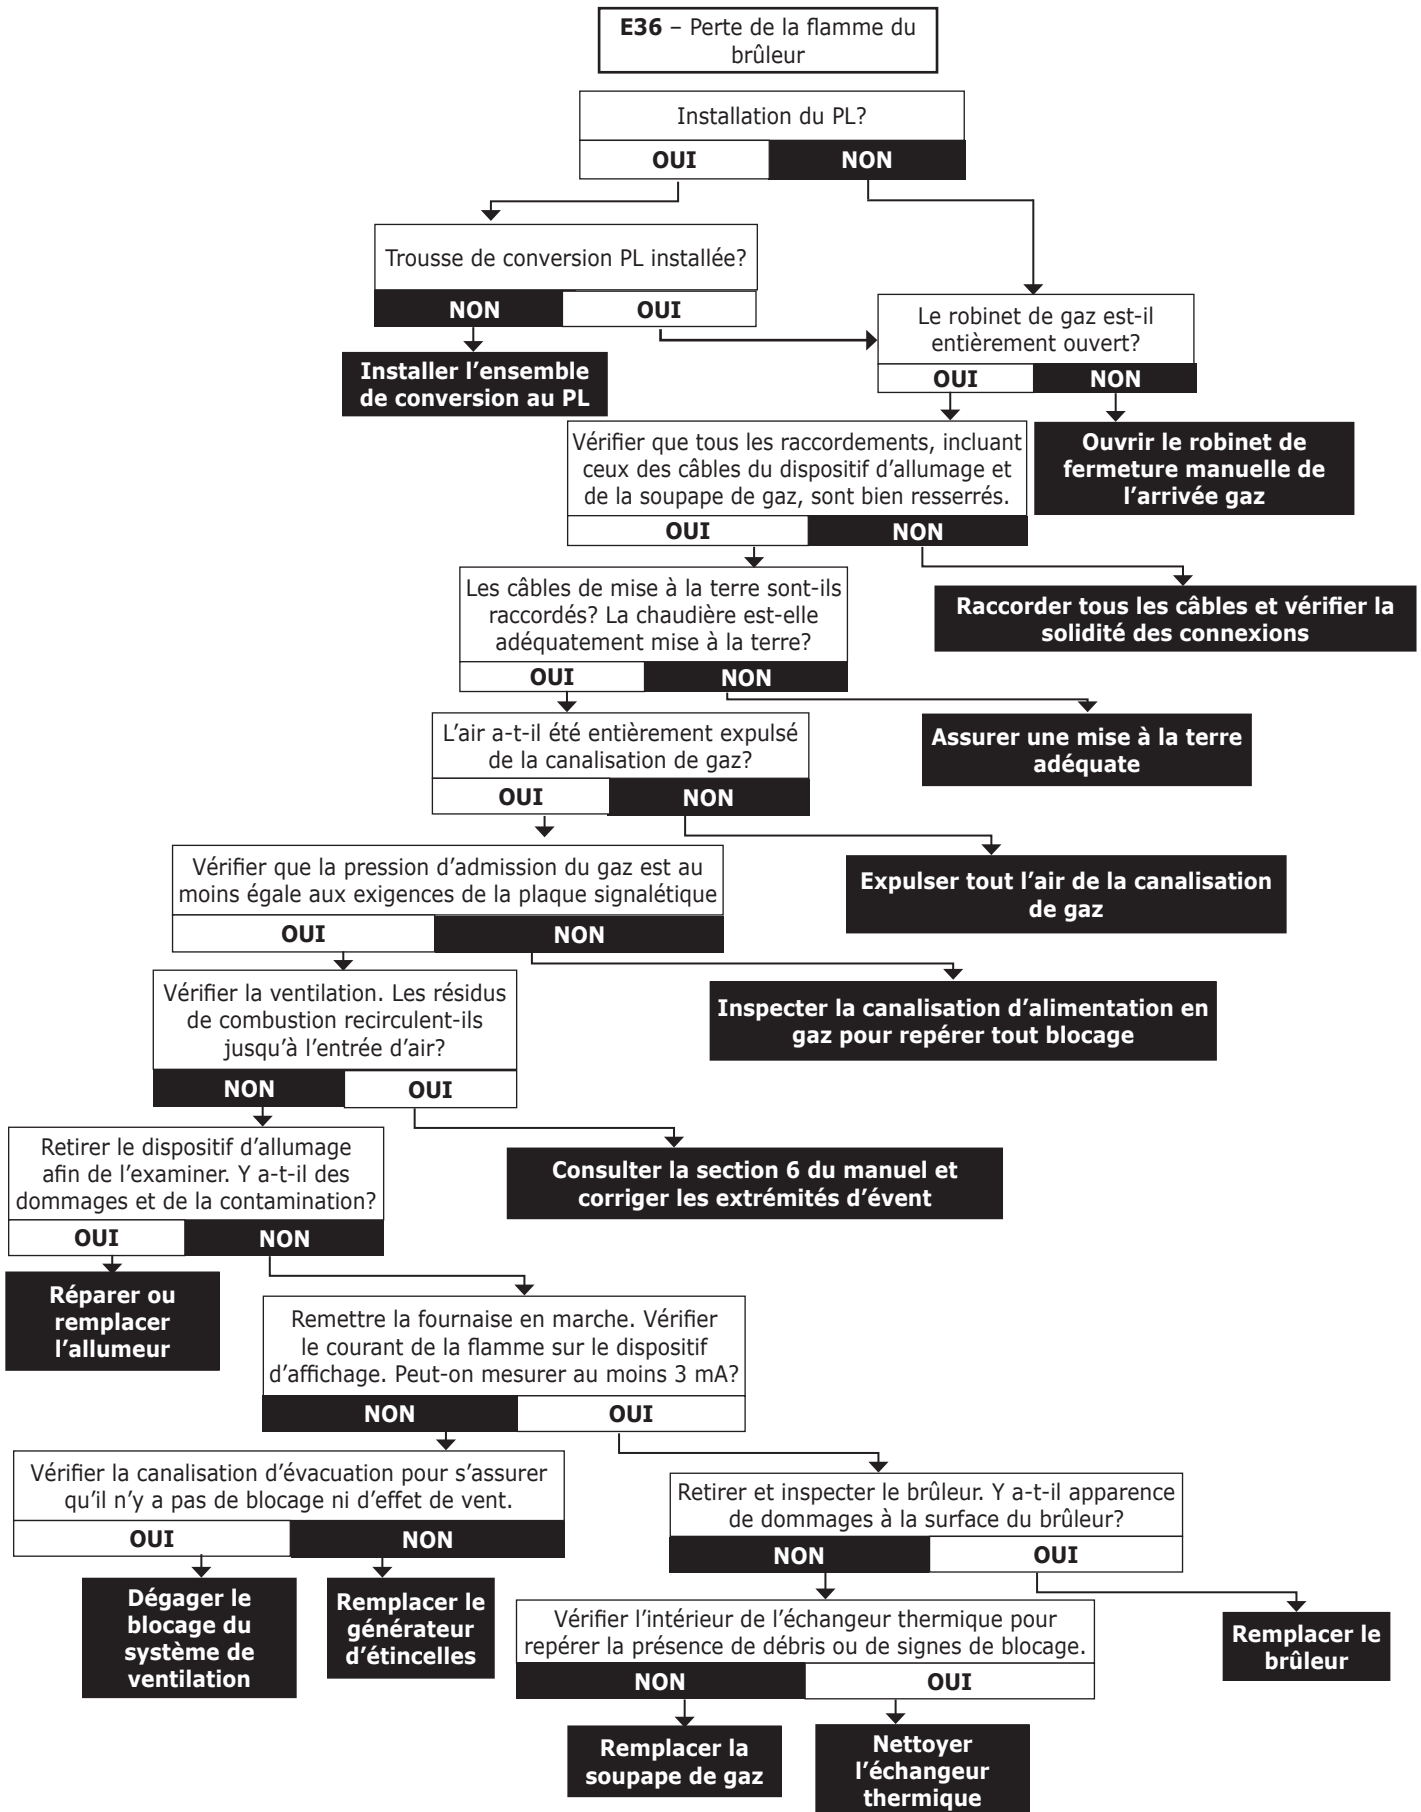 E36 – Perte de la flamme du
brûleur
Installation du PL?
OUI
NON
Trousse de conversion PL installée?
NON
OUI
Installer l’ensemble
de conversion au PL
Le robinet de gaz est-il
entièrement ouvert?
OUI
NON
Ouvrir le robinet de
fermeture manuelle de
l’arrivée gaz
Vérifier que tous les raccordements, incluant
ceux des câbles du dispositif d’allumage et
de la soupape de gaz, sont bien resserrés.
OUI
NON
Raccorder tous les câbles et vérifier la
solidité des connexions
Les câbles de mise à la terre sont-ils
raccordés? La chaudière est-elle
adéquatement mise à la terre?
OUI
NON
Assurer une mise à la terre
adéquate
L’air a-t-il été entièrement expulsé
de la canalisation de gaz?
OUI
NON
Expulser tout l’air de la canalisation
de gaz
Vérifier que la pression d’admission du gaz est au
moins égale aux exigences de la plaque signalétique
OUI
NON
Inspecter la canalisation d’alimentation en
gaz pour repérer tout blocage
Vérifier la ventilation. Les résidus
de combustion recirculent-ils
jusqu’à l’entrée d’air?
NON
OUI
Consulter la section 6 du manuel et
corriger les extrémités d’évent
Retirer le dispositif d’allumage
afin de l’examiner. Y a-t-il des
dommages et de la contamination?
OUI
NON
Réparer ou
remplacer
l’allumeur
Remettre la fournaise en marche. Vérifier
le courant de la flamme sur le dispositif
d’affichage. Peut-on mesurer au moins 3 mA?
NON
OUI
Vérifier la canalisation d’évacuation pour s’assurer
qu’il n’y a pas de blocage ni d’effet de vent.
OUI
NON
Dégager le
blocage du
système de
ventilation
Remplacer le
générateur
d’étincelles
Retirer et inspecter le brûleur. Y a-t-il apparence
de dommages à la surface du brûleur?
NON
OUI
Remplacer le
brûleur
Vérifier l’intérieur de l’échangeur thermique pour
repérer la présence de débris ou de signes de blocage.
NON
OUI
Remplacer la
soupape de gaz
Nettoyer
l’échangeur
thermique